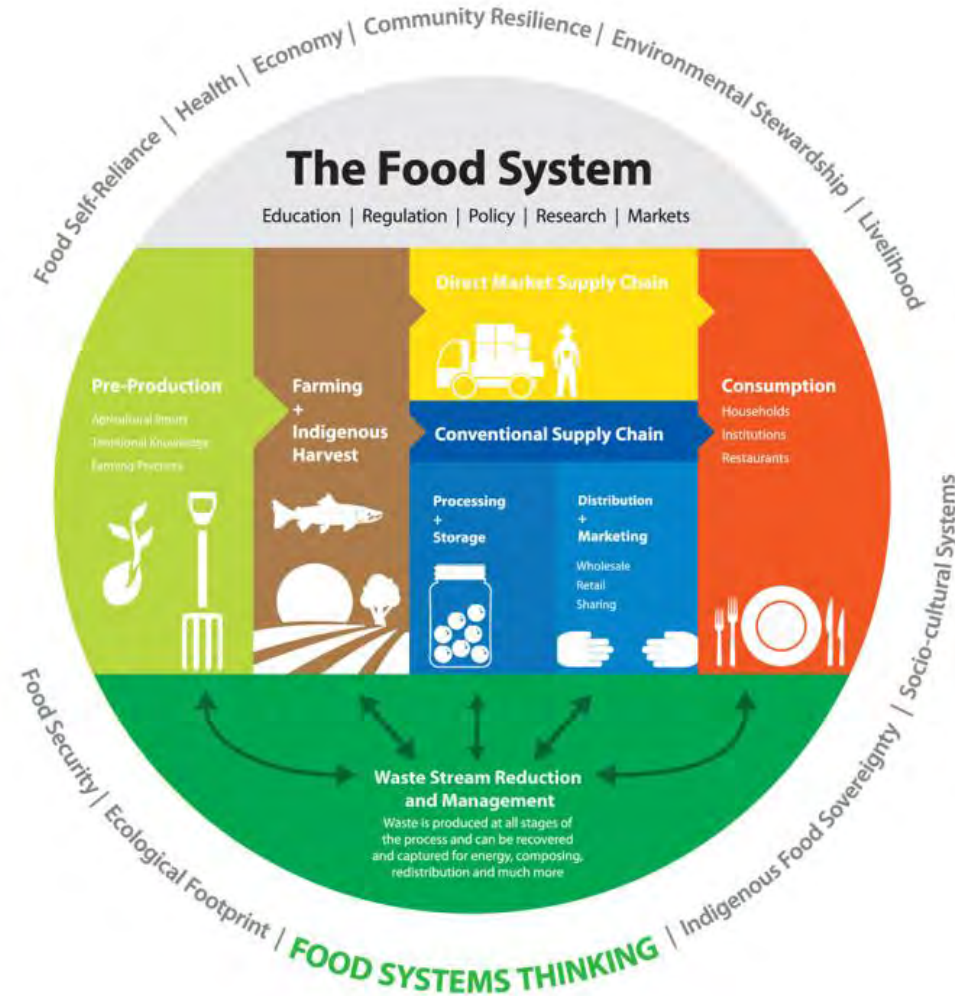 Food Self-Reliance | Health | Economy | Community Resilience | Environmental Stewardship | Livelihood
The Food System
Education | Regulation | Policy | Research | Markets
Pre-Production
Agricultural Inputs
Traditional Knowledge
Farming Practices
Farming
+
Indigenous
Harvest
Direct Market Supply Chain
Conventional Supply Chain
Processing
+
Storage
Distribution
+
Marketing
Wholesale
Retail
Sharing
Consumption
Households
Institutions
Restaurants
Waste Stream Reduction
and Management
Waste is produced at all stages of
the process and can be recovered
and captured for energy, composing,
redistribution and much more
Food Security | Ecological Footprint | FOOD SYSTEMS THINKING | Indigenous Food Sovereignty | Socio-cultural Systems